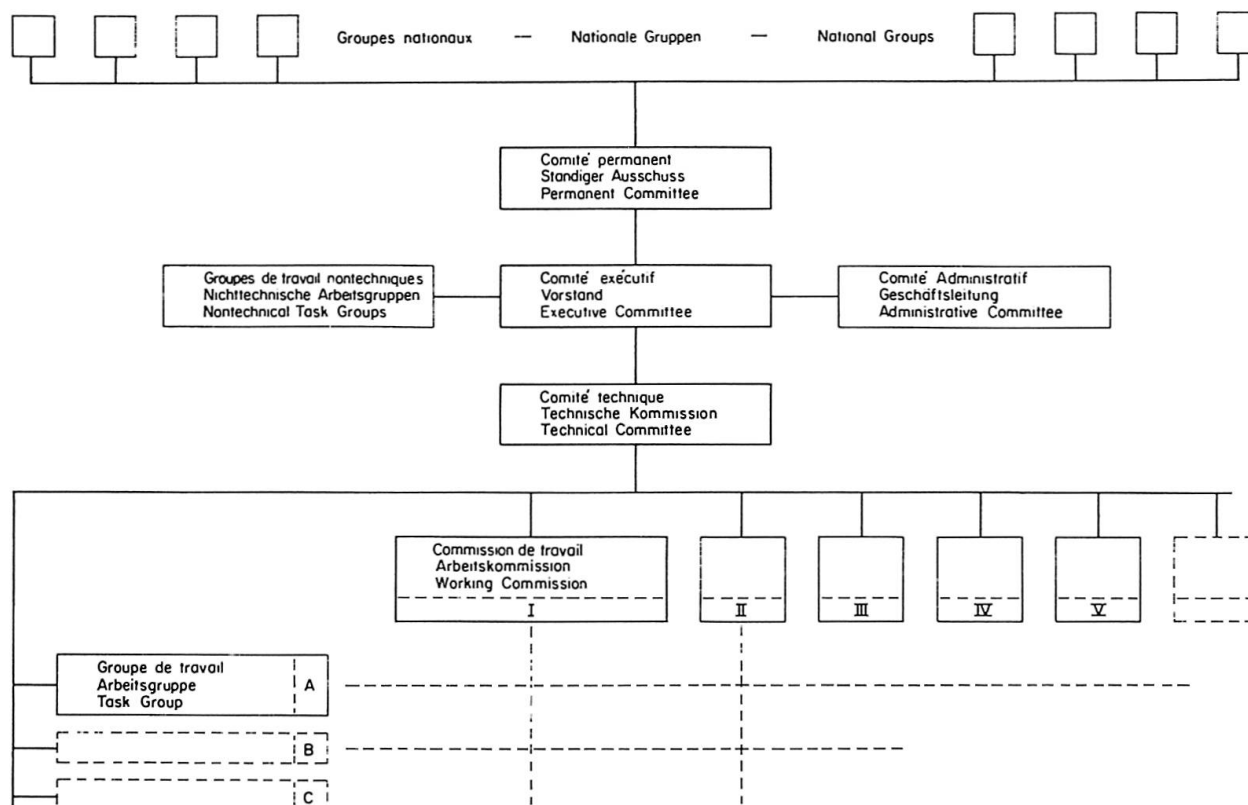 Groupes nationaux — Nationale Gruppen — National Groups
Comité permanent
Standiger Ausschuss
Permanent Committee
Groupes de travail nontechniques
Nichttechnische Arbeitsgruppen
Nontechnical Task Groups
Comité exécutif
Vorstand
Executive Committee
Comité Administratif
Geschäftsleitung
Administrative Committee
Comité technique
Technische Kommission
Technical Committee
Commission de travail
Arbeitskommission
Working Commission
I
II
III
IV
V
Groupe de travail
Arbeitsgruppe
Task Group
A
B
C